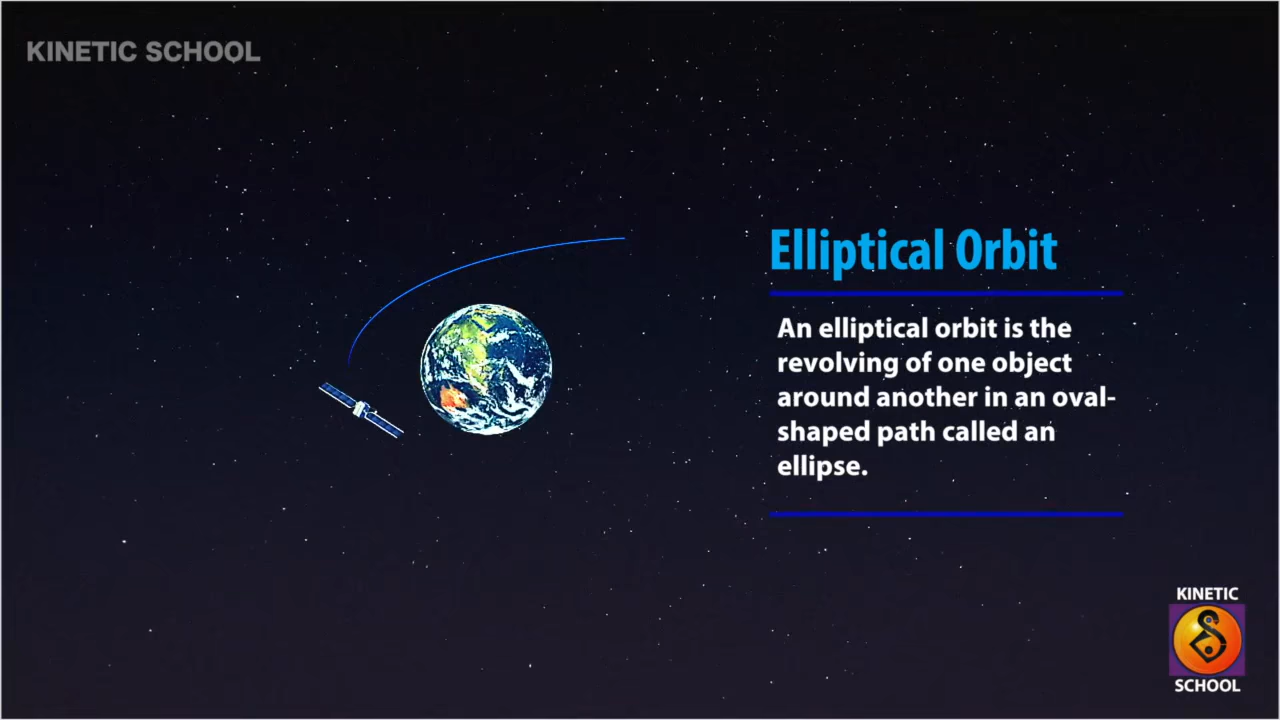 KINETIC SCHOOL
Elliptical Orbit
An elliptical orbit is the
revolving of one object
around another in an oval-
shaped path called an
ellipse.
KINETIC
SCHOOL